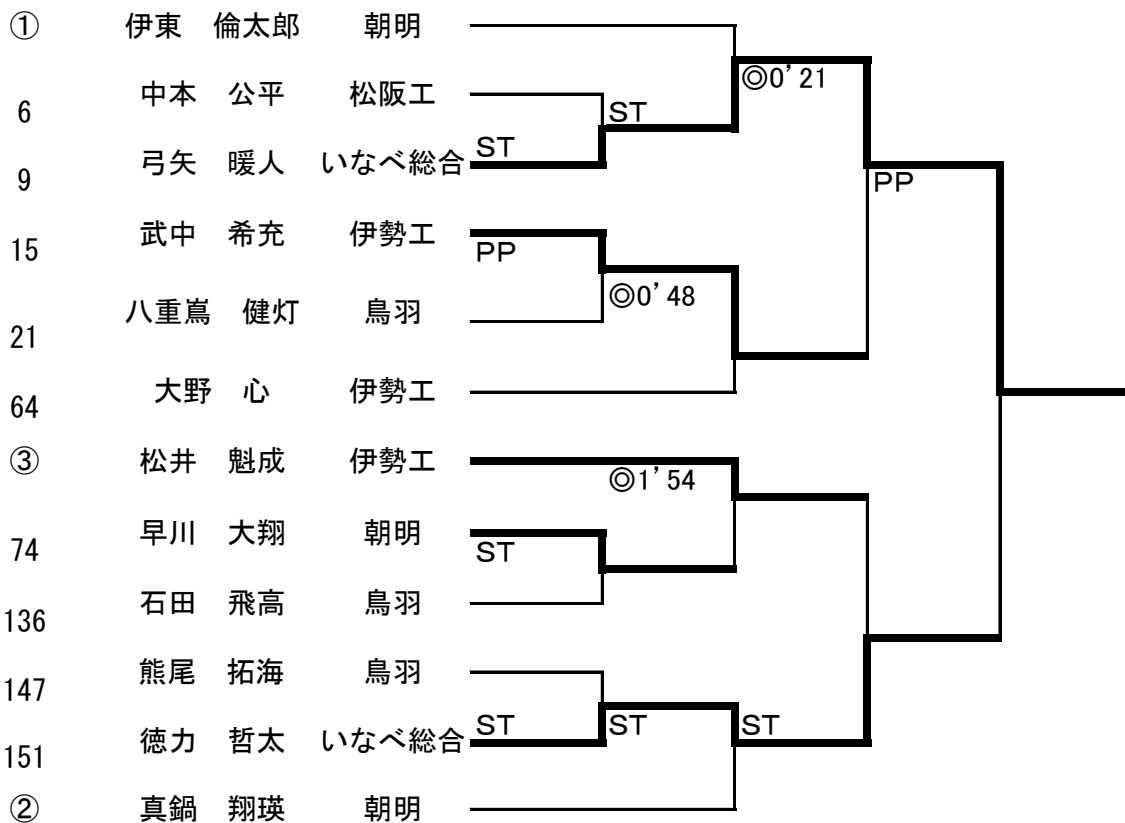 ① 伊東 倫太郎 朝明
◎0’21
6 中本 公平 松阪工
ST
9 弓矢 暖人 いなべ総合 ST
PP
15 武中 希充 伊勢工
PP
◎0’48
21 八重嶌 健灯 鳥羽
64 大野 心 伊勢工
③ 松井 魁成 伊勢工
◎1’54
74 早川 大翔 朝明
ST
136 石田 飛高 鳥羽
147 熊尾 拓海 鳥羽
151 徳力 哲太 いなべ総合 ST ST ST
② 真鍋 翔瑛 朝明